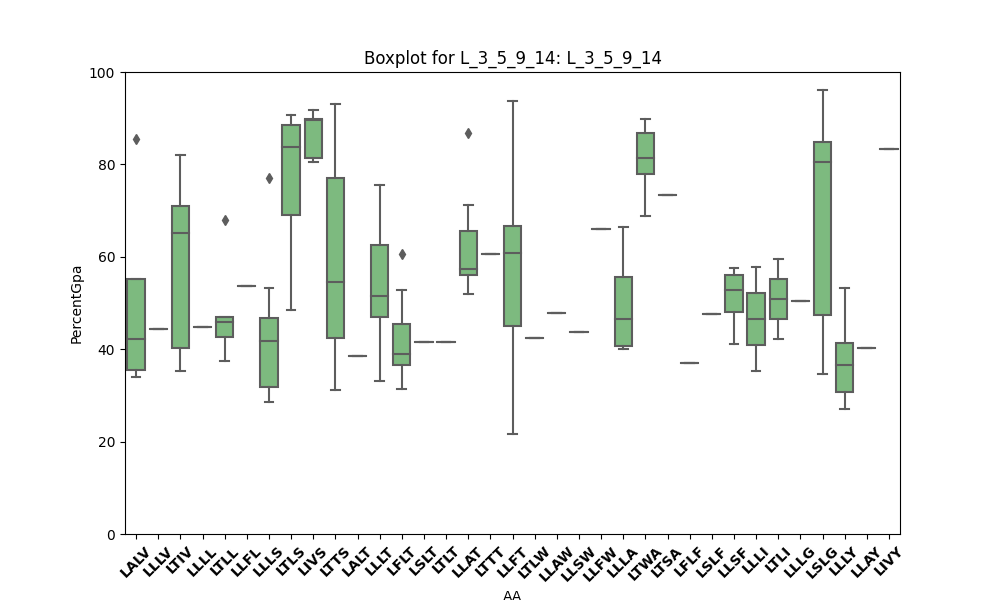 Boxplot for L_3_5_9_14: L_3_5_9_14
100
80
60
40
20
0
PercentGpa
LALV LLLV LTIV LLLL LTLL LLFL LLLS LTLS LIVS LTTS LALT LLLT LFLT LSLT LTLT LLAT LTTT LLFT LTLW LLAW LLSW LLFW LLLA LTWA LTSA LFLF LSLF LLSF LLLI LTLI LLLG LSLG LLLY LLAY LIVY
AA